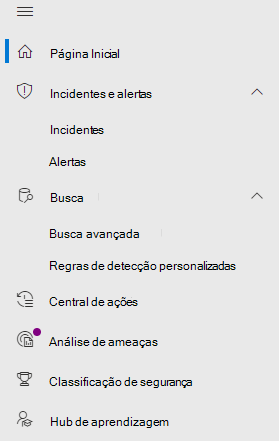 Página Inicial
Incidentes e alertas
Incidentes
Alertas
Busca
Busca avançada
Regras de detecção personalizadas
Central de ações
Análise de ameaças
Classificação de segurança
Hub de aprendizagem